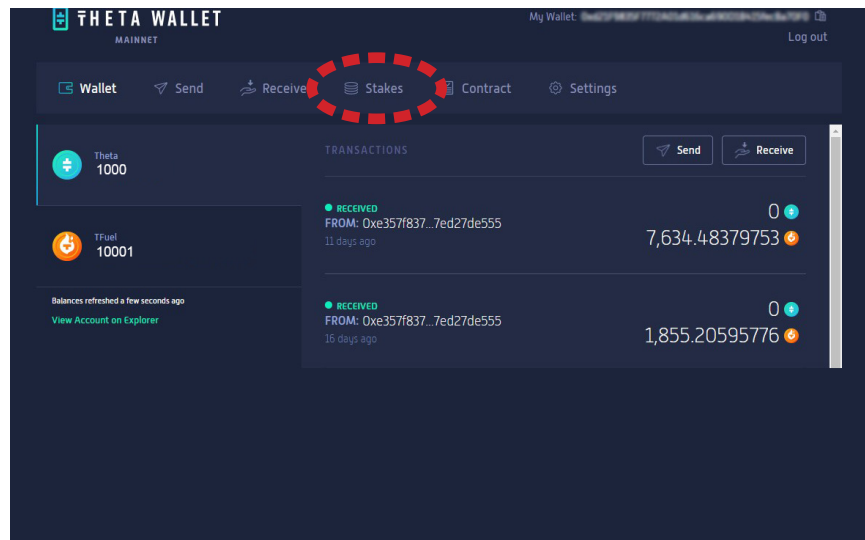 THETA WALLET
MAINNET
My Wallet:
Log out
Wallet
Send
Receive
Stakes
Contract
Settings
Theta
1000
TFuel
10001
Balances refreshed a few seconds ago
View Account on Explorer
TRANSACTIONS
Send
Receive
RECEIVED
FROM: 0xe357f837...7ed27de555
11 days ago
0
7,634.48379753
RECEIVED
FROM: 0xe357f837...7ed27de555
16 days ago
0
1,855.20595776